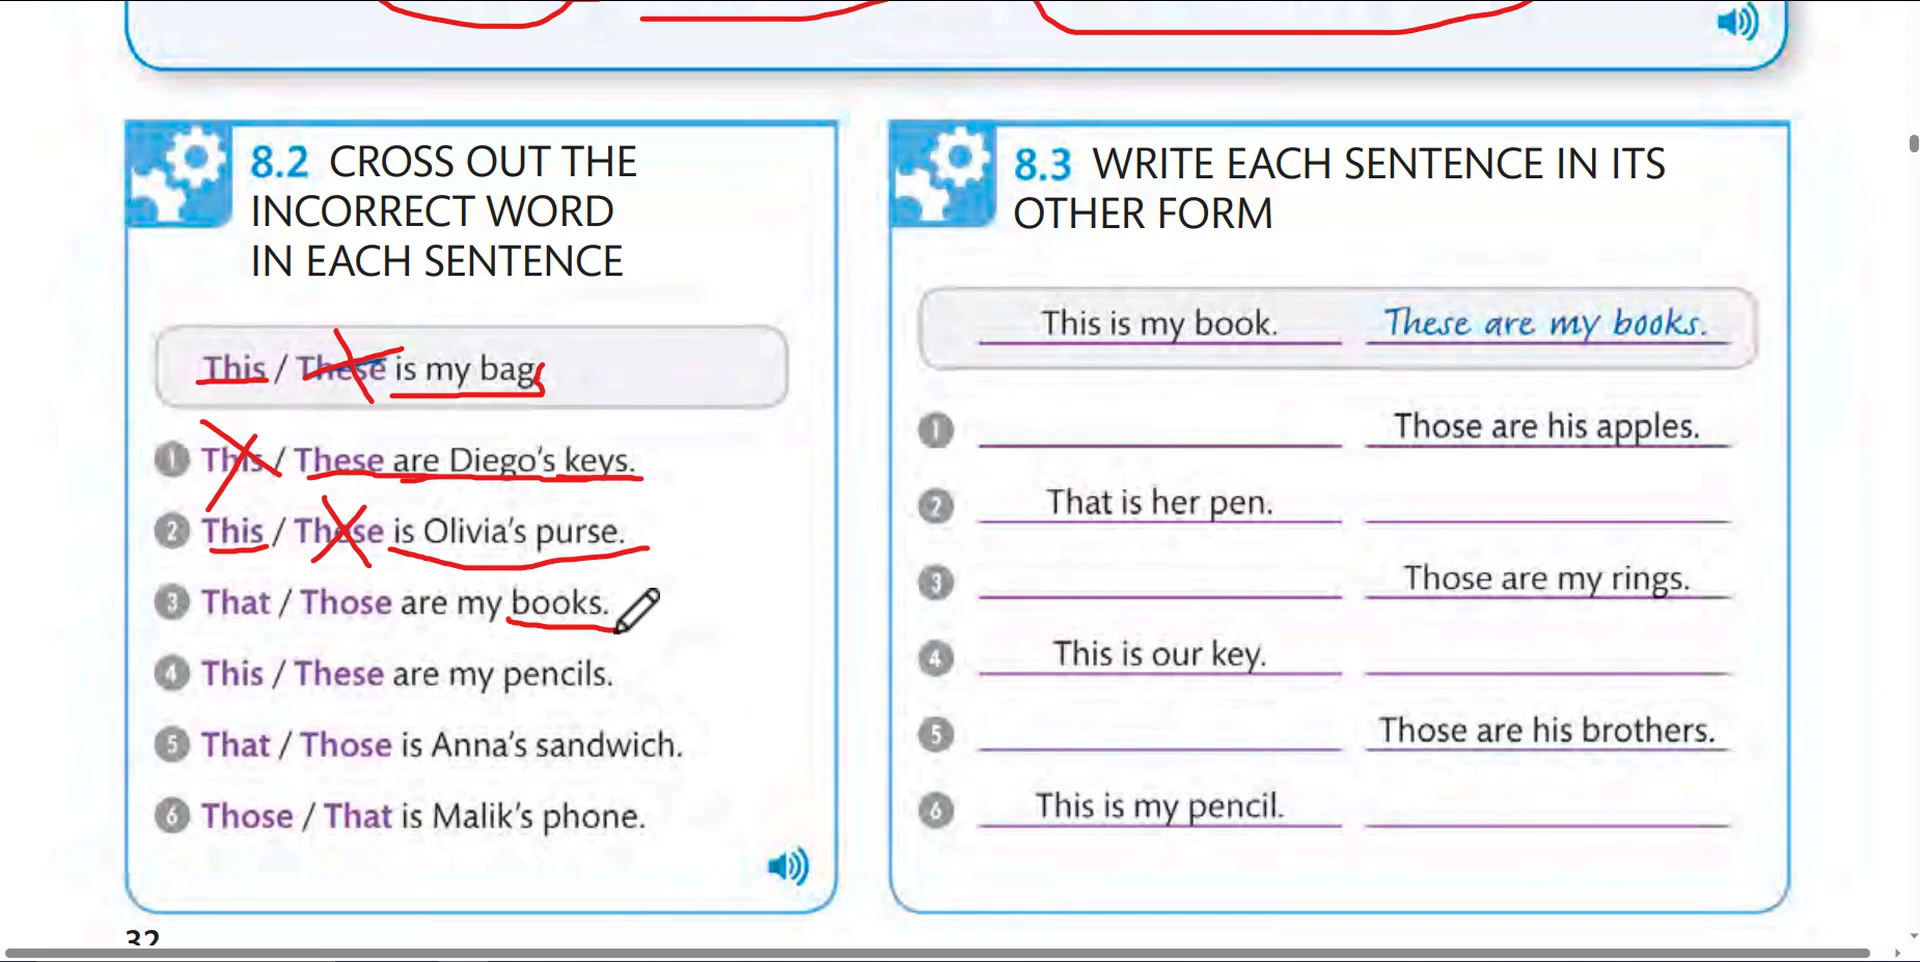 8.2 CROSS OUT THE
INCORRECT WORD
IN EACH SENTENCE
This / These is my bag.
1 This / These are Diego's keys.
2 This / These is Olivia's purse.
3 That / Those are my books.
4 This / These are my pencils.
5 That / Those is Anna's sandwich.
6 Those / That is Malik's phone.
8.3 WRITE EACH SENTENCE IN ITS
OTHER FORM
This is my book. These are my books.
1 Those are his apples.
2 That is her pen.
3 Those are my rings.
4 This is our key.
5 Those are his brothers.
6 This is my pencil.
32